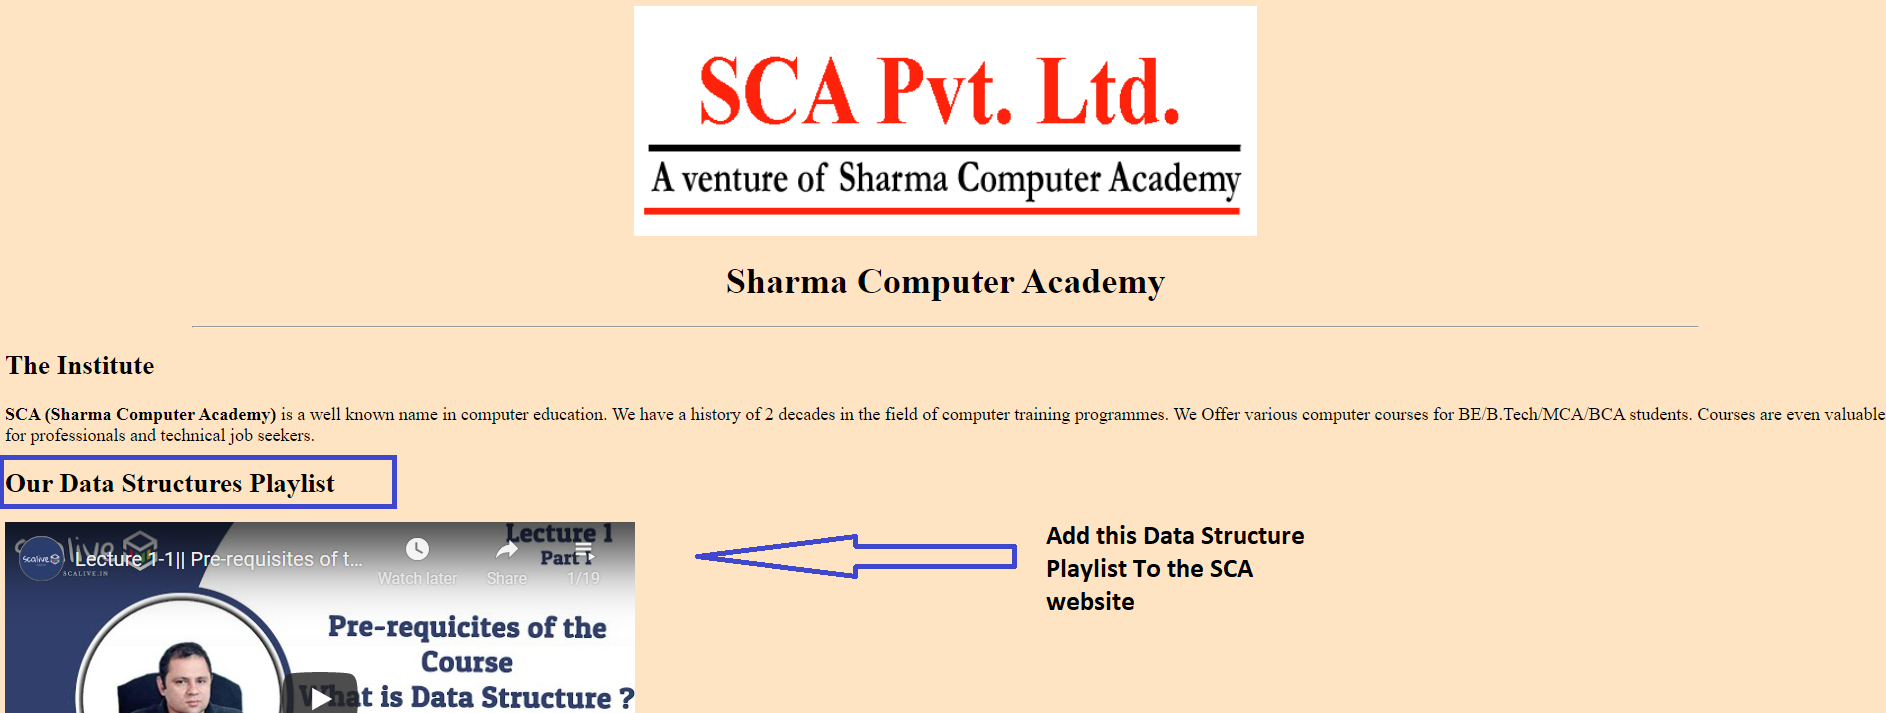 SCA Pvt. Ltd.
A venture of Sharma Computer Academy
Sharma Computer Academy
The Institute
SCA (Sharma Computer Academy) is a well known name in computer education. We have a history of 2 decades in the field of computer training programmes. We Offer various computer courses for BE/B.Tech/MCA/BCA students. Courses are even valuable
for professionals and technical job seekers.
Our Data Structures Playlist
Lecture 1
Part 1
scalive
Lecture 1-1|| Pre-requisites of t...
SCALIVE.IN
Watch later
Share
1/19
Add this Data Structure
Playlist To the SCA
website
Pre-requicites of the
Course
What is Data Structure ?